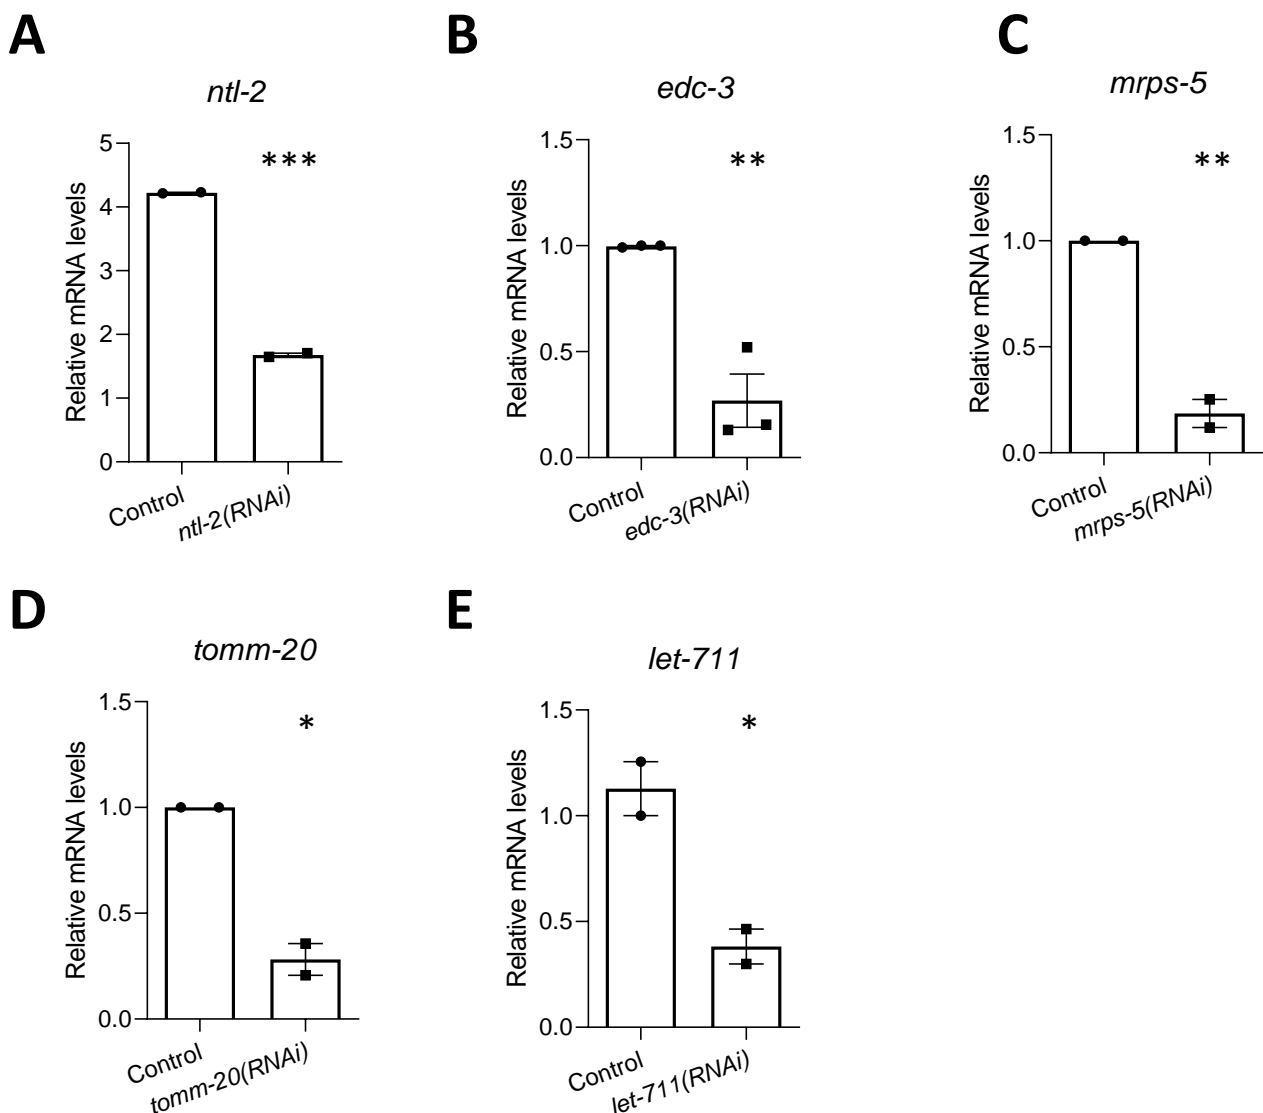 A
ntl-2
***
Relative mRNA levels
5
4
3
2
1
0
Control
ntl-2(RNAi)
B
edc-3
**
Relative mRNA levels
1.5
1.0
0.5
0.0
Control
edc-3(RNAi)
C
mrps-5
**
Relative mRNA levels
1.5
1.0
0.5
0.0
Control
mrps-5(RNAi)
D
tomm-20
*
Relative mRNA levels
1.5
1.0
0.5
0.0
Control
tomm-20(RNAi)
E
let-711
*
Relative mRNA levels
1.5
1.0
0.5
0.0
Control
let-711(RNAi)